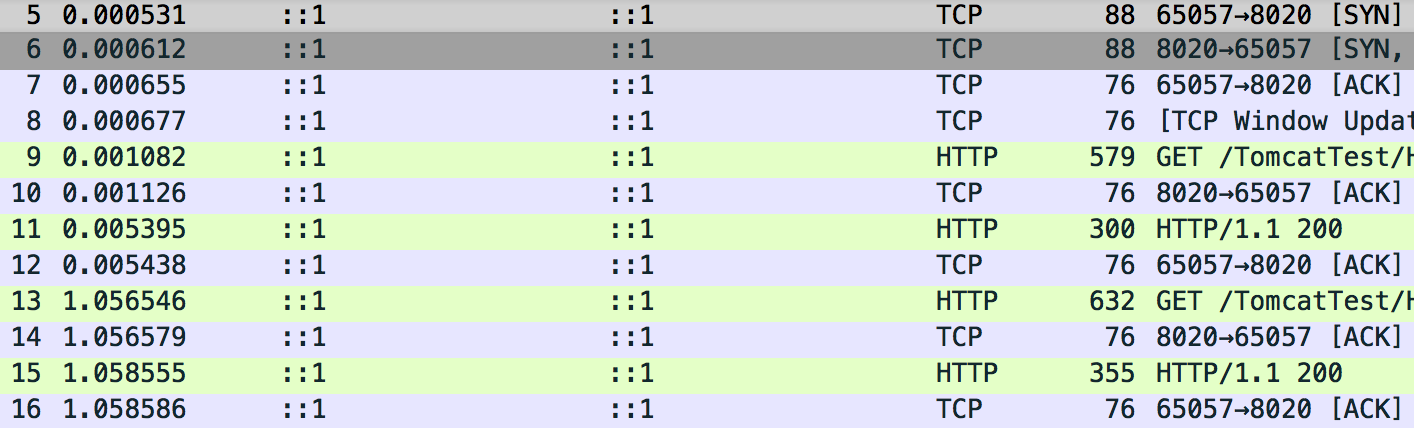 5 0.000531 ::1 ::1 TCP 88 65057→8020 [SYN]
6 0.000612 ::1 ::1 TCP 88 8020→65057 [SYN,
7 0.000655 ::1 ::1 TCP 76 65057→8020 [ACK]
8 0.000677 ::1 ::1 TCP 76 [TCP Window Updat
9 0.001082 ::1 ::1 HTTP 579 GET /TomcatTest/H
10 0.001126 ::1 ::1 TCP 76 8020→65057 [ACK]
11 0.005395 ::1 ::1 HTTP 300 HTTP/1.1 200
12 0.005438 ::1 ::1 TCP 76 65057→8020 [ACK]
13 1.056546 ::1 ::1 HTTP 632 GET /TomcatTest/H
14 1.056579 ::1 ::1 TCP 76 8020→65057 [ACK]
15 1.058555 ::1 ::1 HTTP 355 HTTP/1.1 200
16 1.058586 ::1 ::1 TCP 76 65057→8020 [ACK]